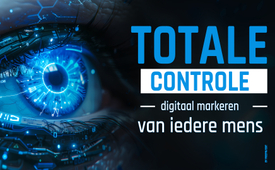 TOTALE
CONTROLE
digitaal markeren
van iedere mens